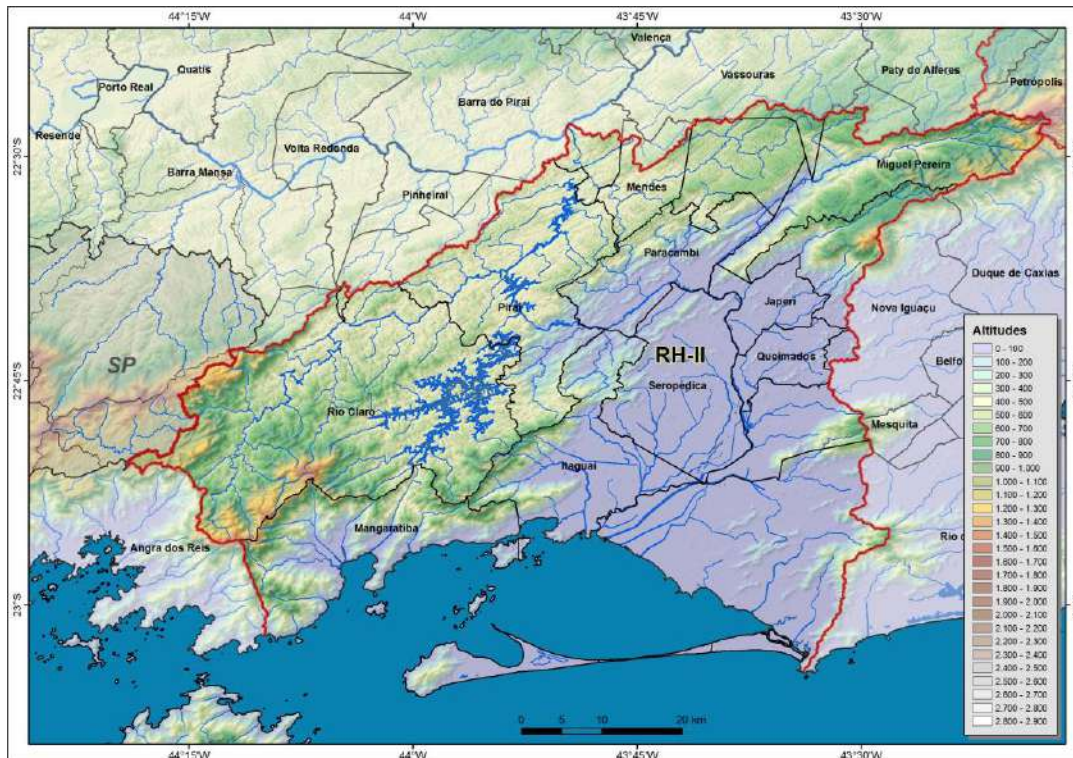 44°15'W 44°0'W 43°45'W 43°30'W
Valença
Quatis
Vassouras
Paty do Alferes
Petrópolis
Porto Real
Barra do Piraí
Resende
Volta Redonda
22°30'S
Barra Mansa
Miguel Pereira
Mendes
Pinheiral
Paracambi
Duque de Caxias
Japeri
Nova Iguaçu
Piraí
RH-II
Queimados
SP
Seropédica
22°45'S
Rio Claro
Mesquita
Itaguaí
Mangaratiba
Angra dos Reis
23°S
Altitudes
0 - 100
100 - 200
200 - 300
300 - 400
400 - 500
500 - 600
600 - 700
700 - 800
800 - 900
900 - 1.000
1.000 - 1.100
1.100 - 1.200
1.200 - 1.300
1.300 - 1.400
1.400 - 1.500
1.500 - 1.600
1.600 - 1.700
1.700 - 1.800
1.800 - 1.900
1.900 - 2.000
2.000 - 2.100
2.100 - 2.200
2.200 - 2.300
2.300 - 2.400
2.400 - 2.500
2.500 - 2.600
2.600 - 2.700
2.700 - 2.800
2.800 - 2.900
0 5 10 20 km
44°15'W 44°0'W 43°45'W 43°30'W